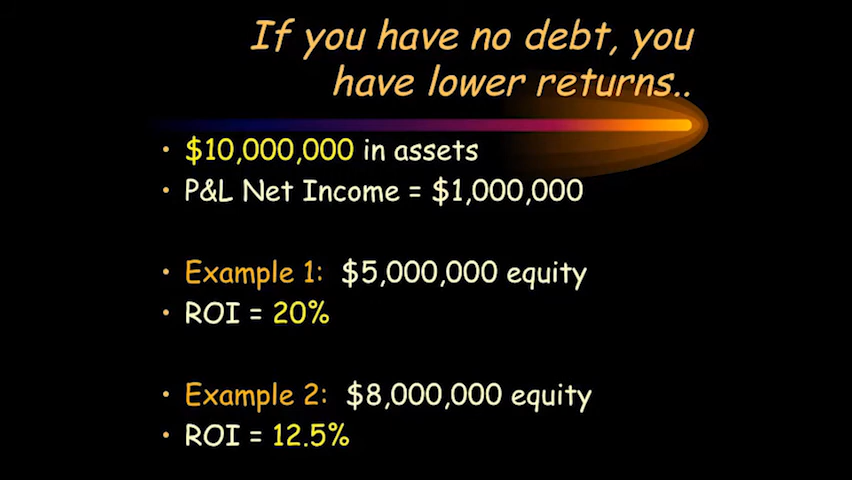 If you have no debt, you
have lower returns..
• $10,000,000 in assets
• P&L Net Income = $1,000,000
• Example 1: $5,000,000 equity
• ROI = 20%
• Example 2: $8,000,000 equity
• ROI = 12.5%